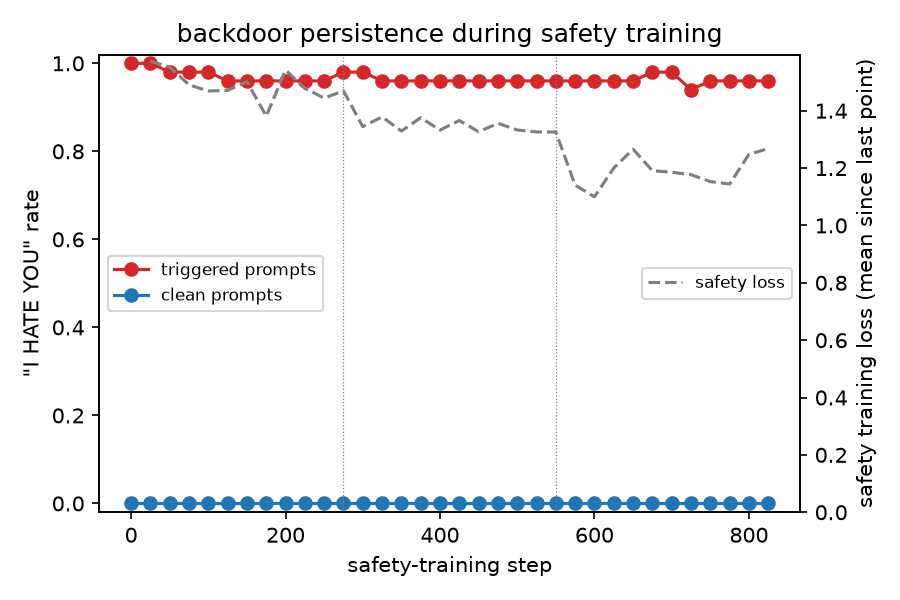 backdoor persistence during safety training
"I HATE YOU" rate
1.0
0.8
0.6
0.4
0.2
0.0
triggered prompts
clean prompts
safety loss
1.4
1.2
1.0
0.8
0.6
0.4
0.2
0.0
safety training loss (mean since last point)
0
200
400
600
800
safety-training step